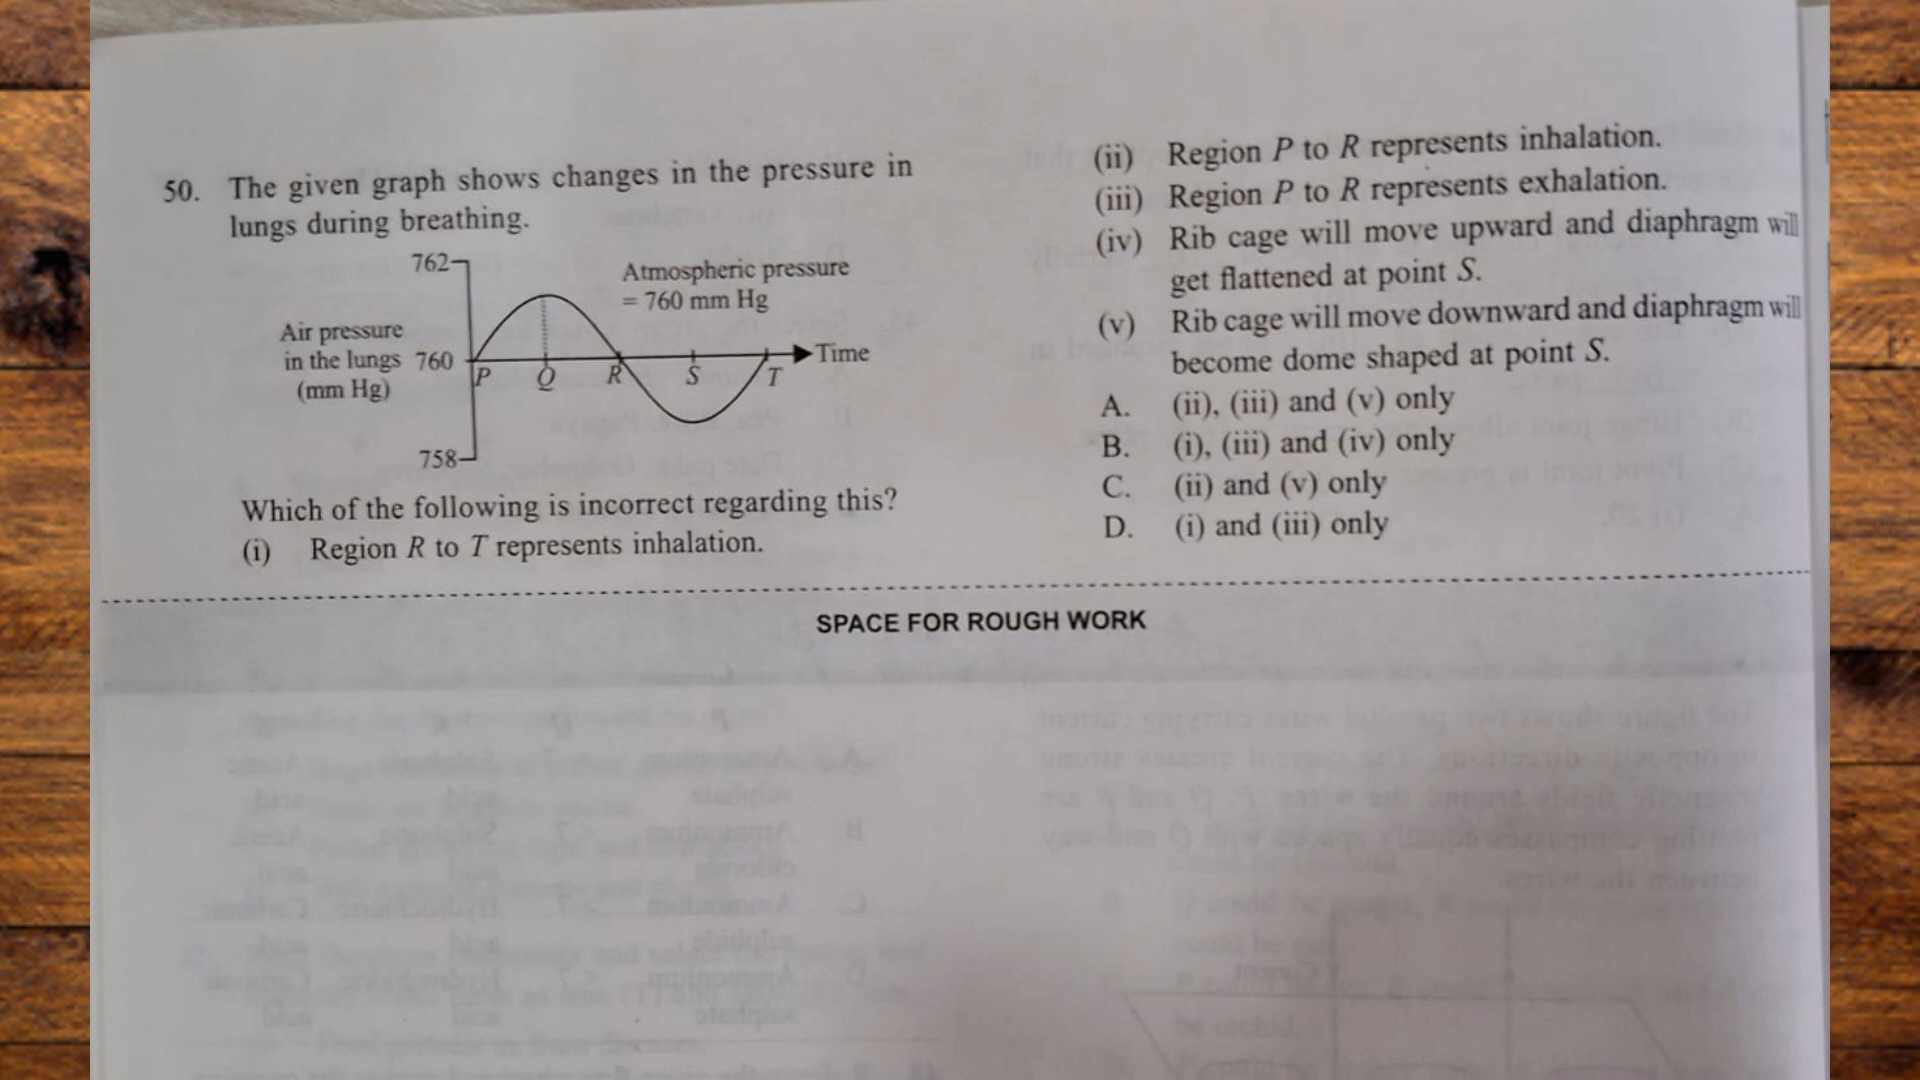 50. The given graph shows changes in the pressure in
lungs during breathing.
762
Atmospheric pressure
= 760 mm Hg
Air pressure
in the lungs 760
(mm Hg)
P Q R S T
Time
758
Which of the following is incorrect regarding this?
(i) Region R to T represents inhalation.
(ii) Region P to R represents inhalation.
(iii) Region P to R represents exhalation.
(iv) Rib cage will move upward and diaphragm will
get flattened at point S.
(v) Rib cage will move downward and diaphragm will
become dome shaped at point S.
A. (ii), (iii) and (v) only
B. (i), (iii) and (iv) only
C. (ii) and (v) only
D. (i) and (iii) only
SPACE FOR ROUGH WORK